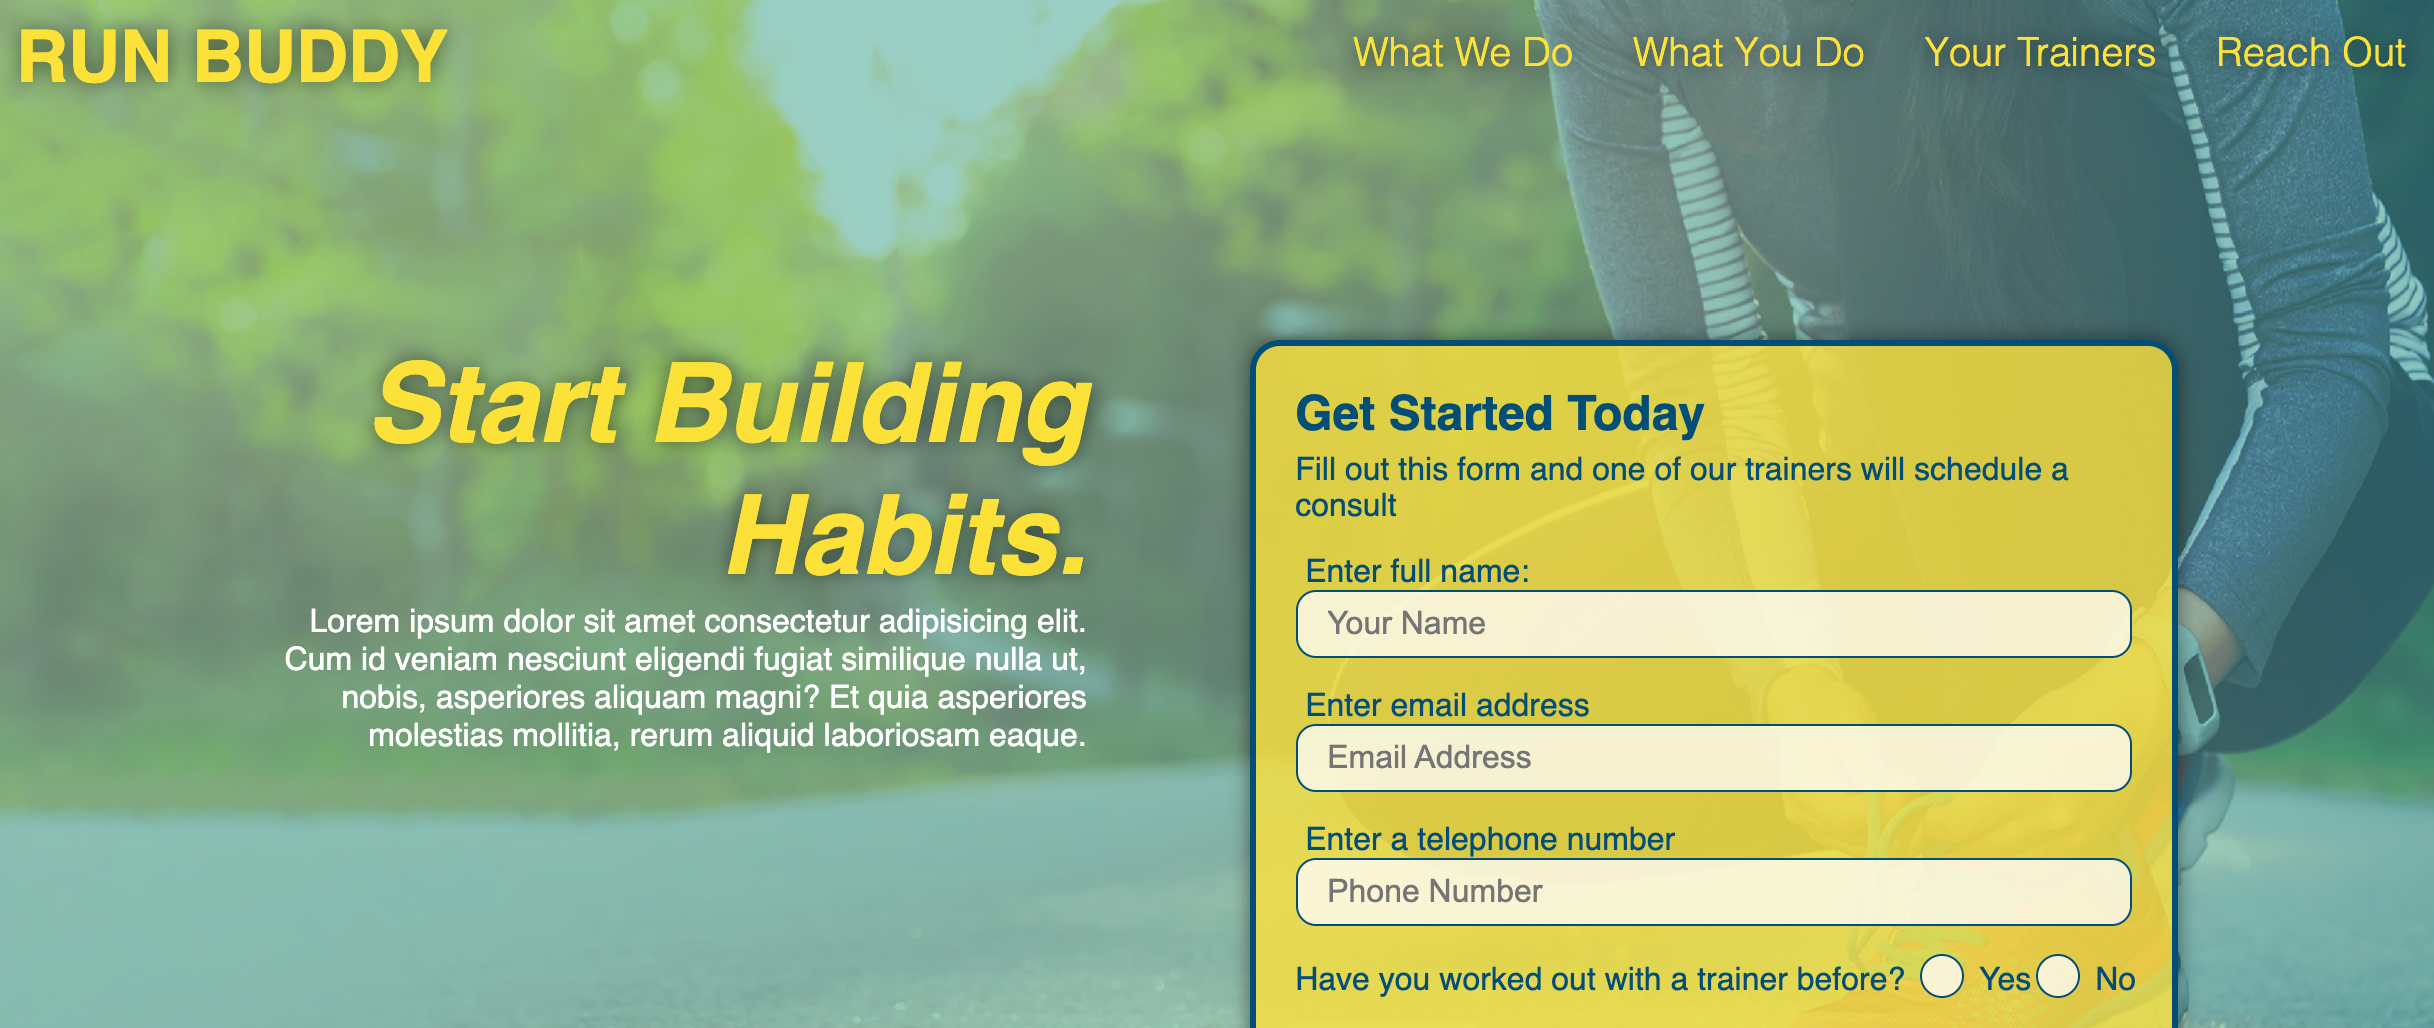 RUN BUDDY
What We Do
What You Do
Your Trainers
Reach Out
Start Building
Habits.
Lorem ipsum dolor sit amet consectetur adipisicing elit.
Cum id veniam nesciunt eligendi fugiat similique nulla ut,
nobis, asperiores aliquam magni? Et quia asperiores
molestias mollitia, rerum aliquid laboriosam eaque.
Get Started Today
Fill out this form and one of our trainers will schedule a
consult
Enter full name:
Your Name
Enter email address
Email Address
Enter a telephone number
Phone Number
Have you worked out with a trainer before? Yes No